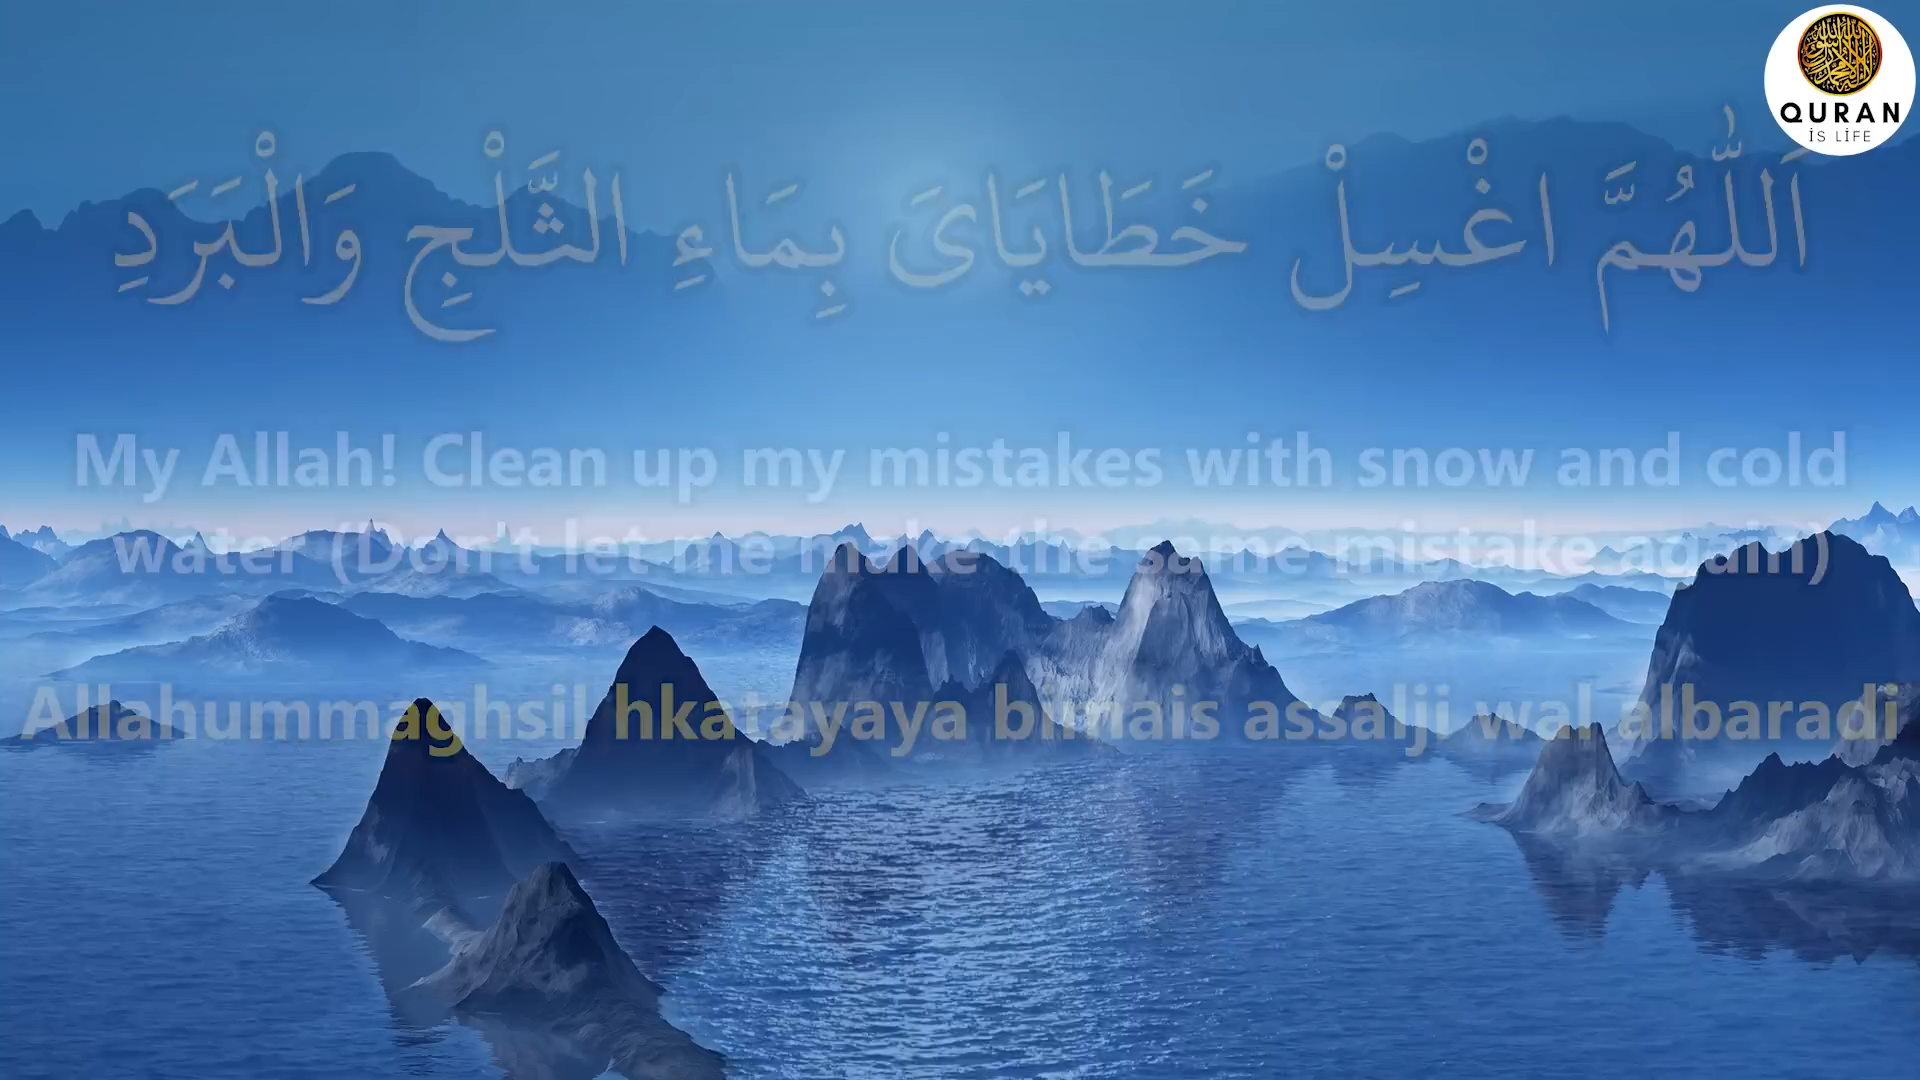 QURAN
İS LİFE
اَللّٰهُمَّ اغْسِلْ خَطَايَاىَ بِمَاءِ الثَّلْجِ وَالْبَرَدِ
My Allah! Clean up my mistakes with snow and cold
water (Don't let me make the same mistake again)
Allahummaghsil hkatayaya bimais assalji wal albaradi